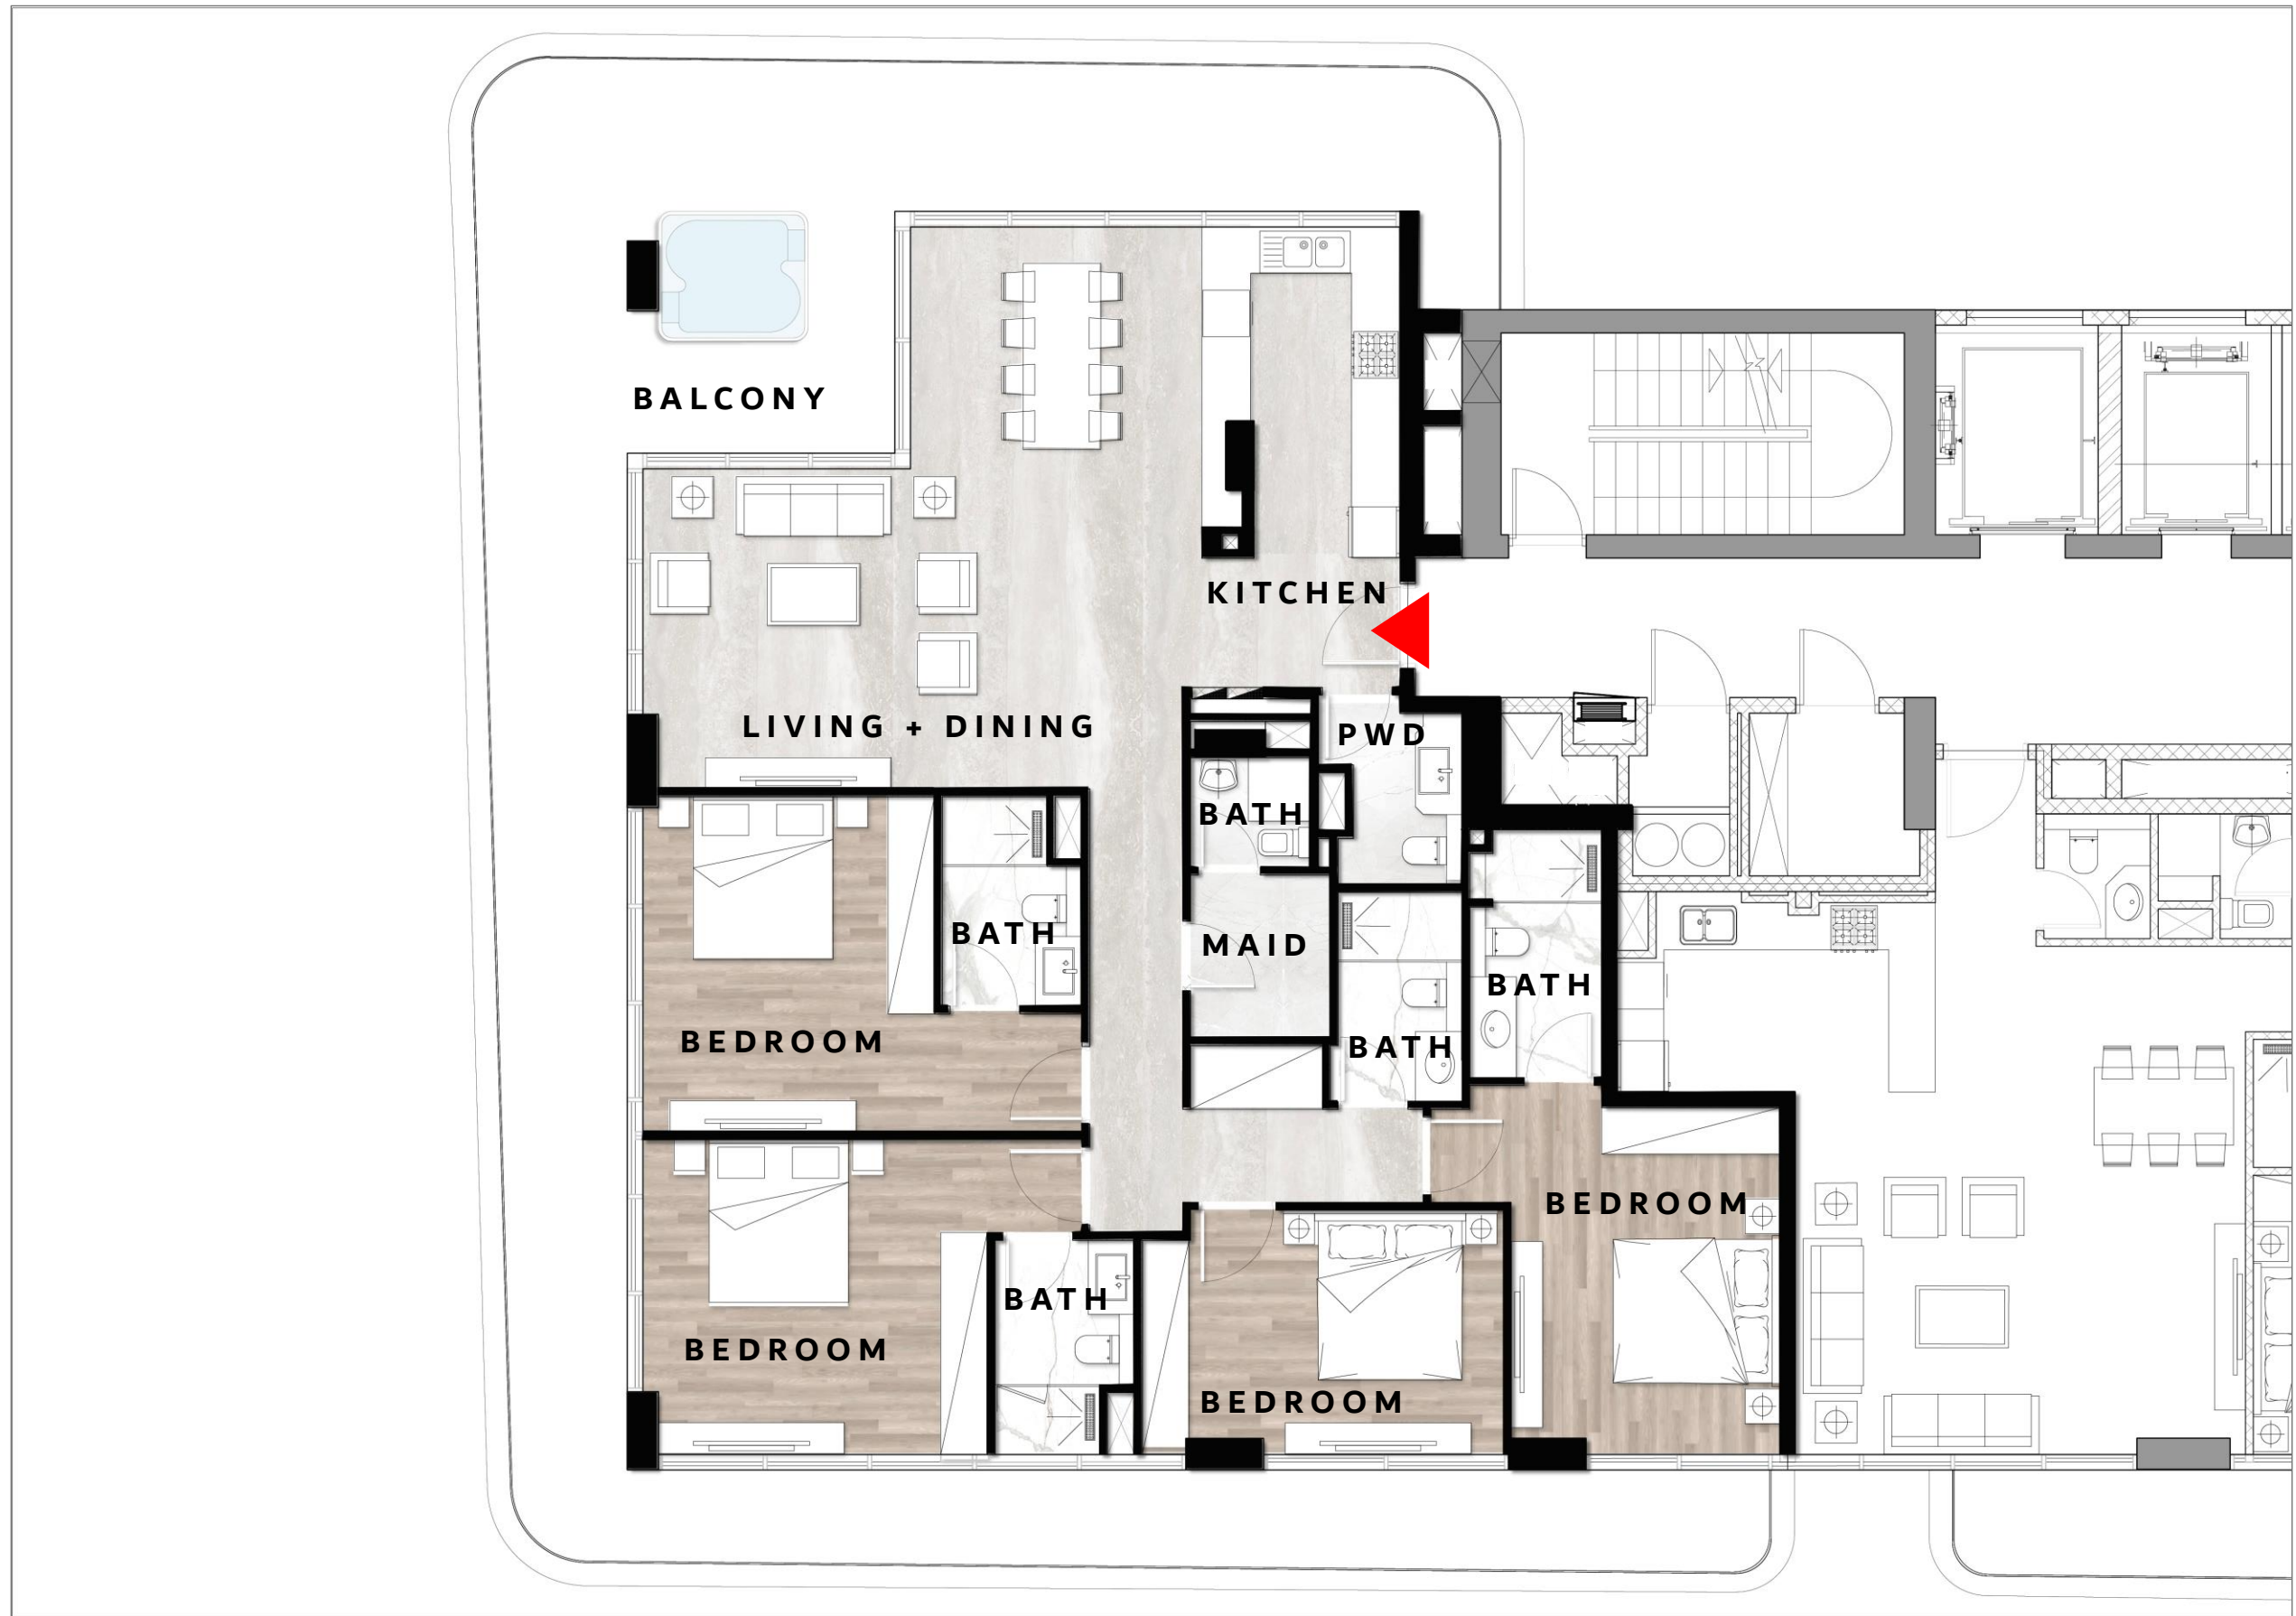 BALCONY
KITCHEN
LIVING + DINING
PWD
BATH
BATH
MAID
BATH
BEDROOM
BATH
BEDROOM
BATH
BEDROOM
BEDROOM